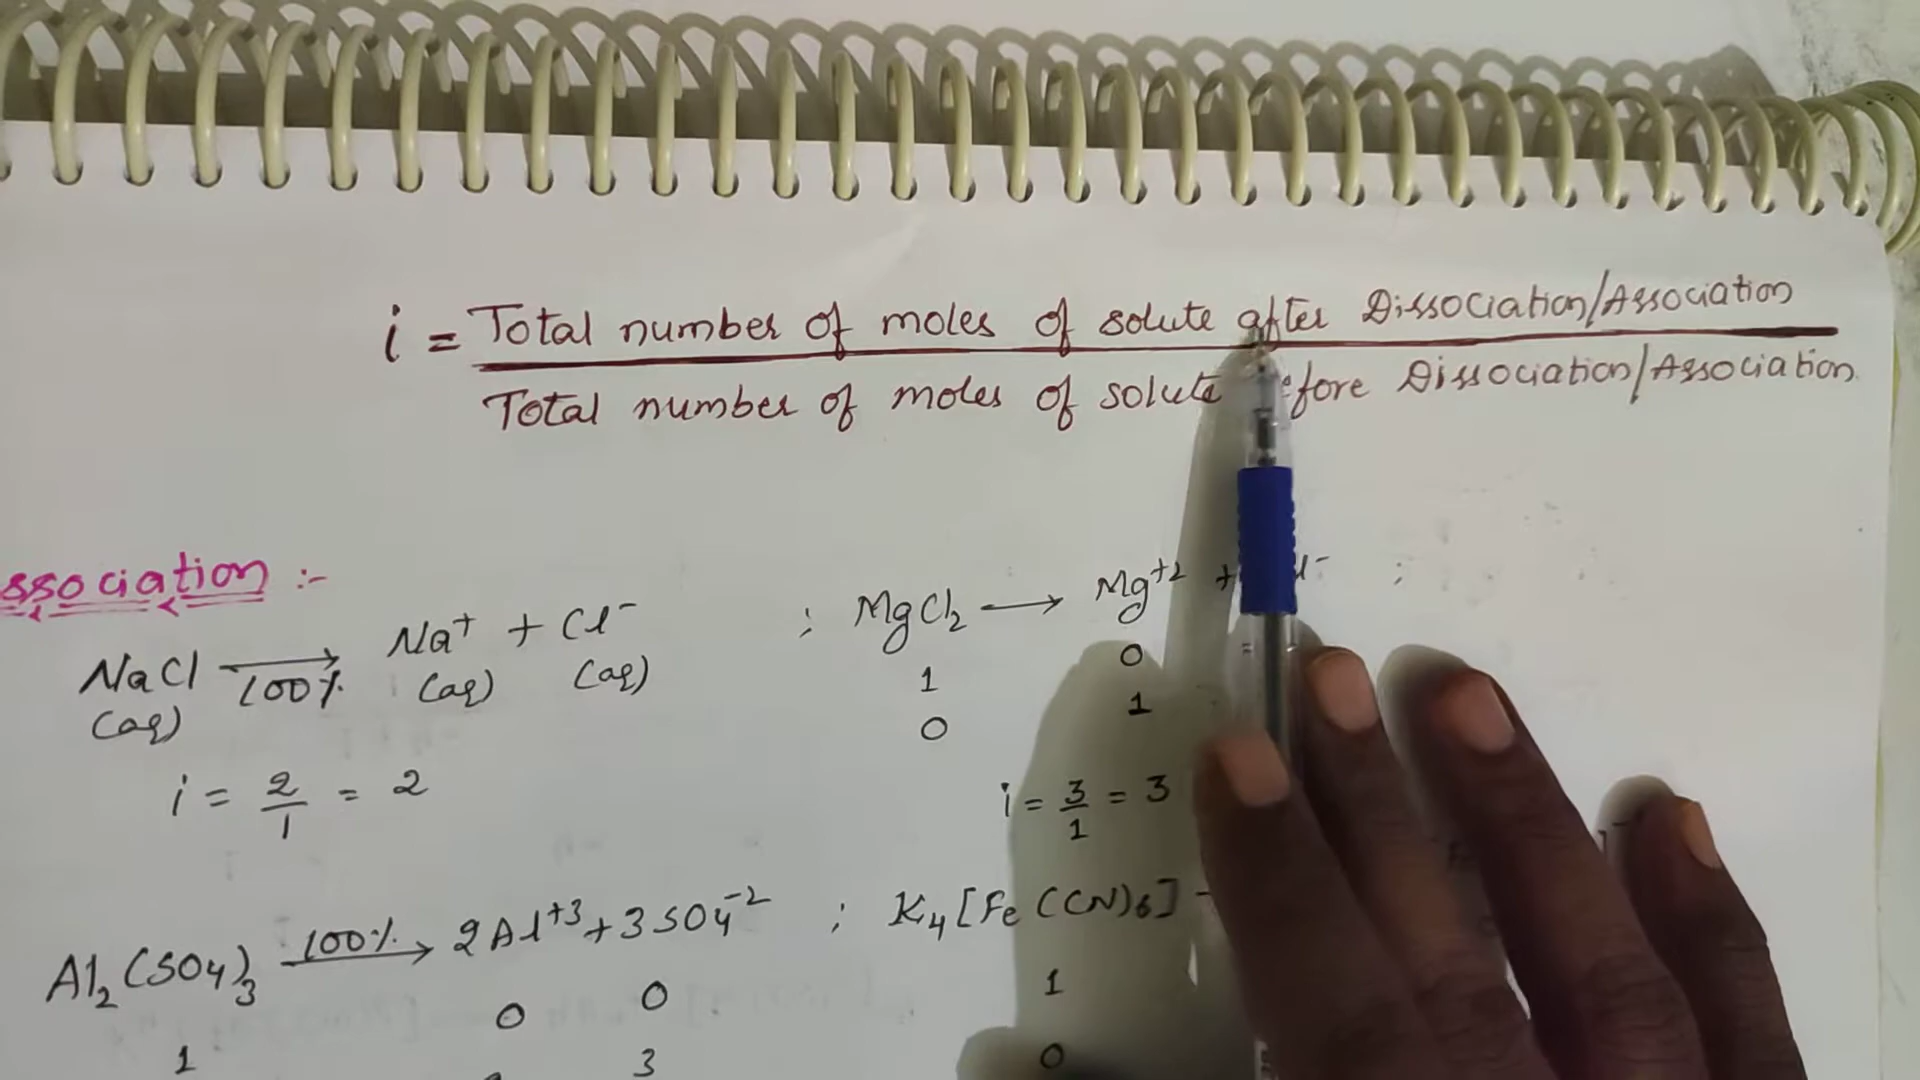 i = Total number of moles of solute after Dissociation/Association
Total number of moles of solute efore Dissociation/Association
ssociation :-
NaCl (aq) 100% → Na+ (aq) + Cl- (aq) ; MgCl2 → Mg+2 + l- ;
1 0 =
0 1
i = 2/1 = 2 i = 3/1 = 3
Al2(SO4)3 100% → 2Al+3 + 3SO4-2 ; K4[Fe(CN)6] -
1 0 0 1
3 0